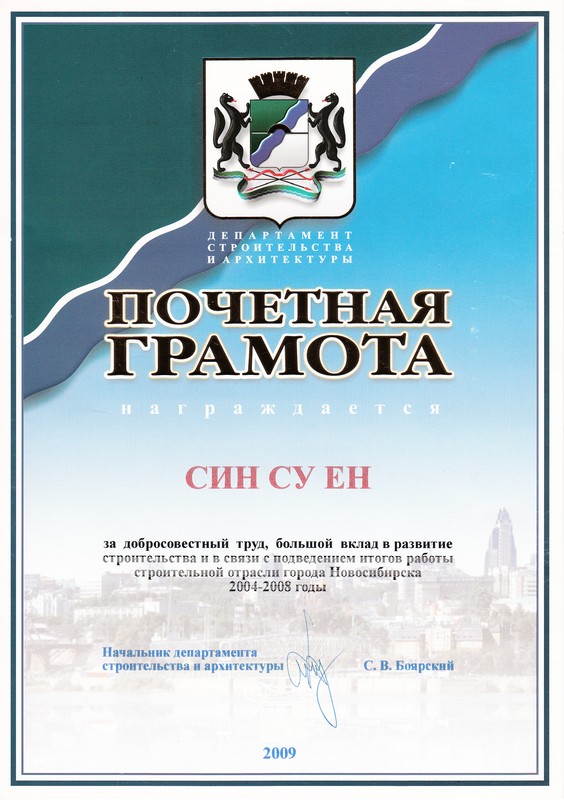 ДЕПАРТАМЕНТ
СТРОИТЕЛЬСТВА
И АРХИТЕКТУРЫ
ПОЧЕТНАЯ
ГРАМОТА
награждается
СИН СУ ЕН
за добросовестный труд, большой вклад в развитие
строительства и в связи с подведением итогов работы
строительной отрасли города Новосибирска
2004-2008 годы
Начальник департамента
строительства и архитектуры
С. В. Боярский
2009